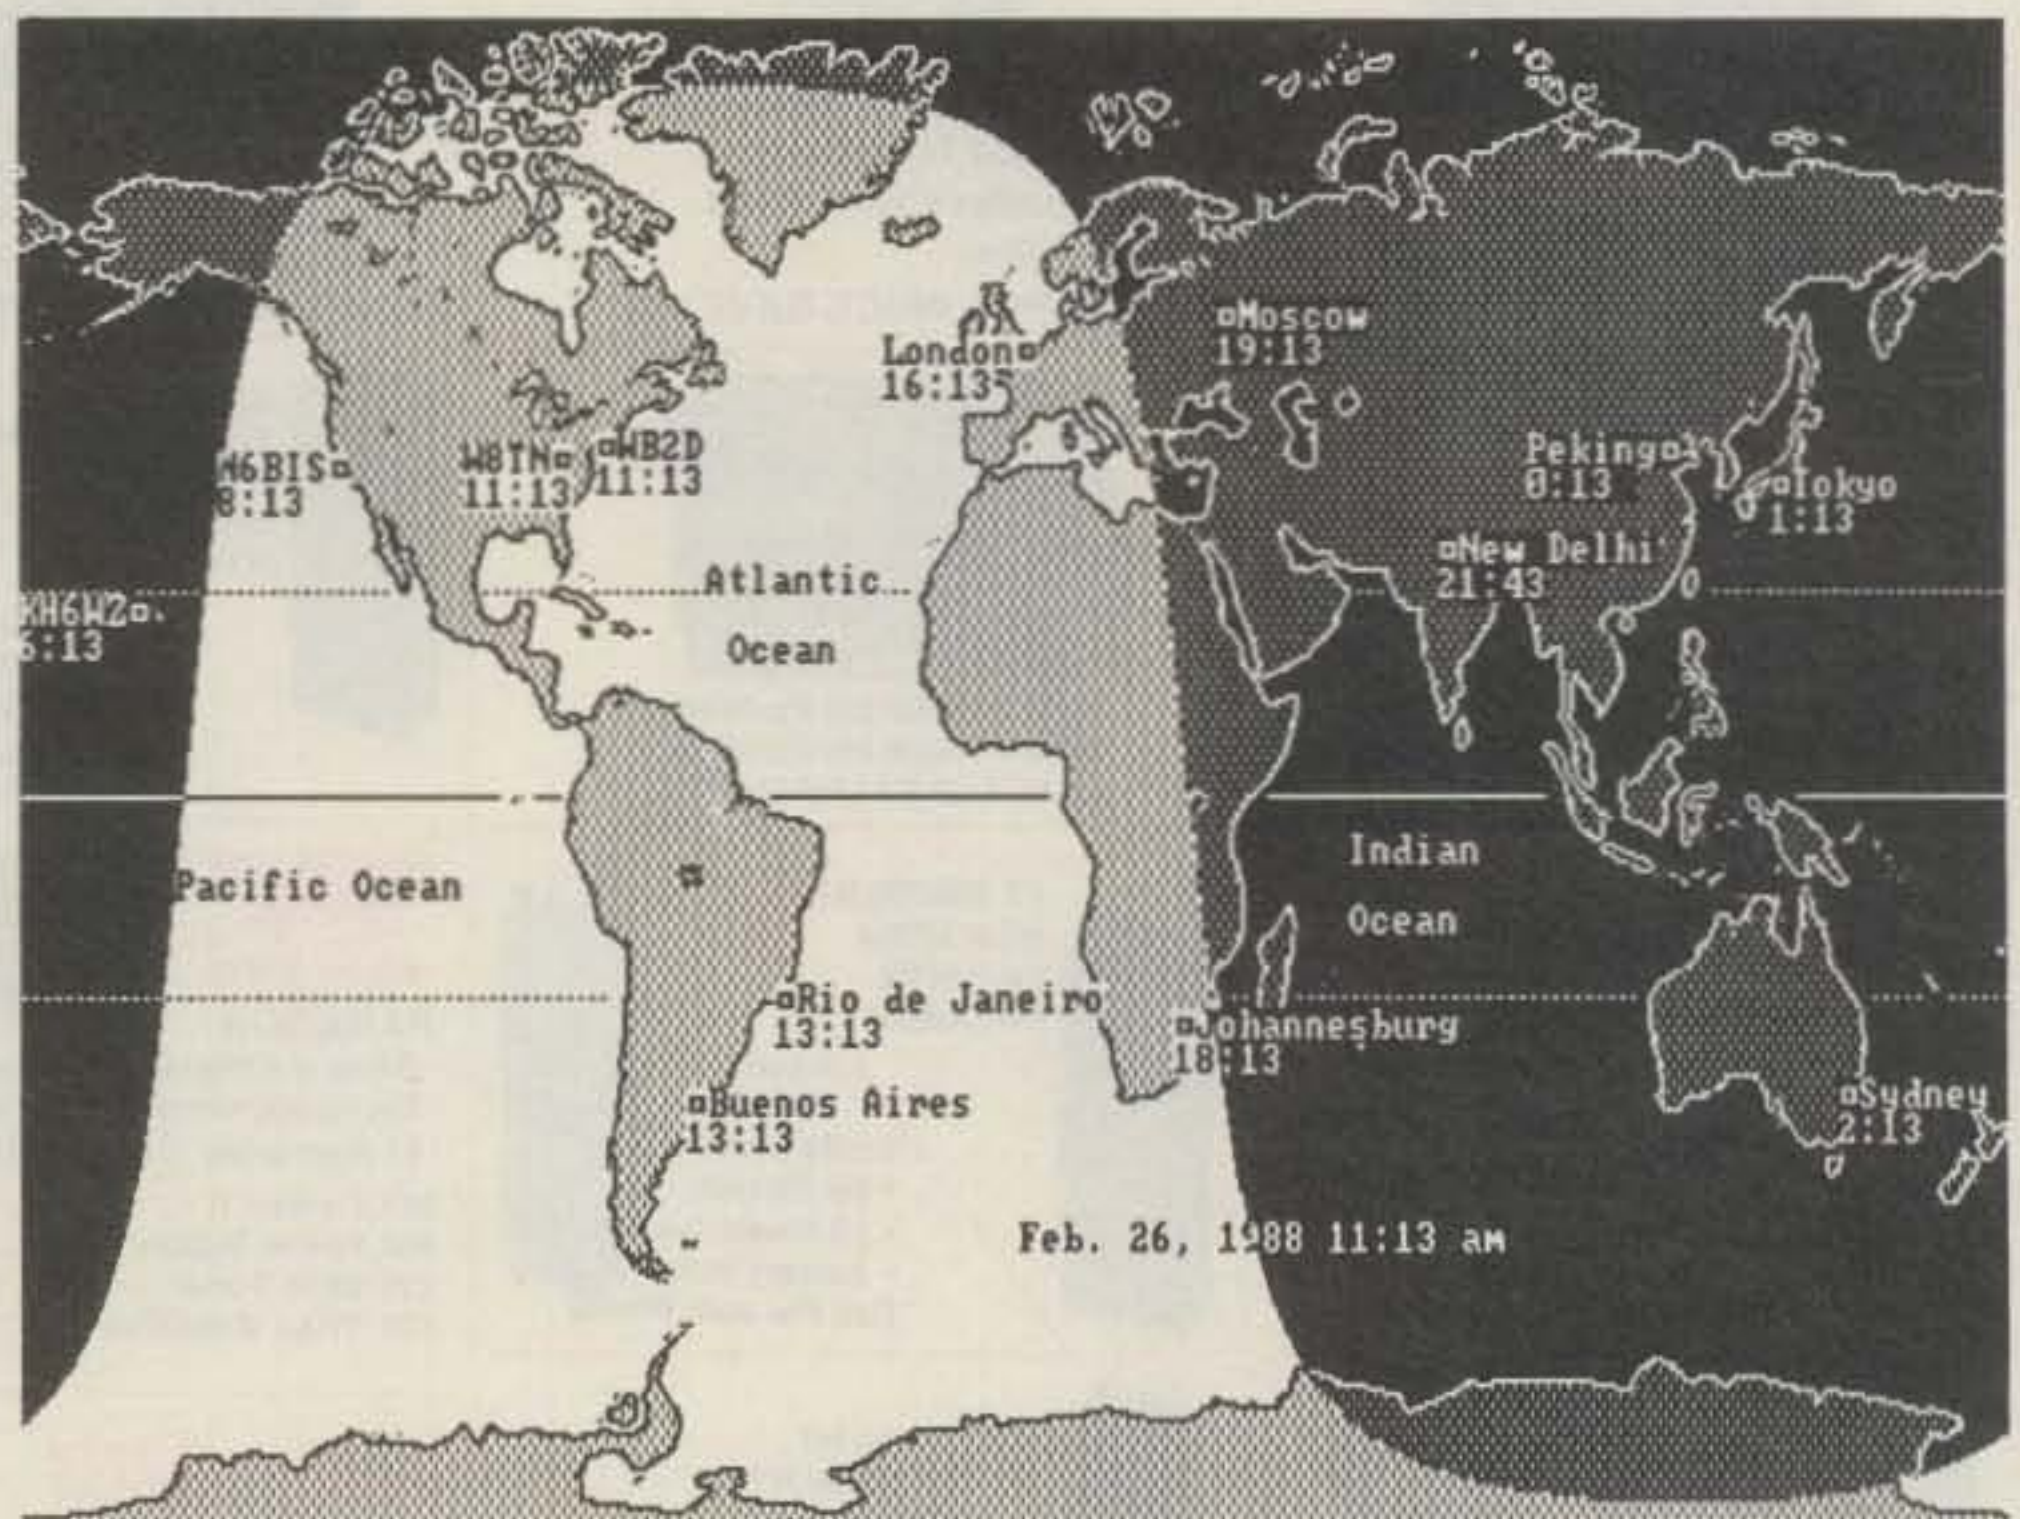 Moscow
19:13
London
16:13
WB2D
11:13
W8TN
11:13
N6BIS
8:13
Peking
0:13
Tokyo
1:13
New Delhi
21:43
Atlantic
Ocean
KH6WZ
6:13
Indian
Ocean
Pacific Ocean
Rio de Janeiro
13:13
Johannesburg
18:13
Buenos Aires
13:13
Sydney
2:13
Feb. 26, 1988 11:13 am